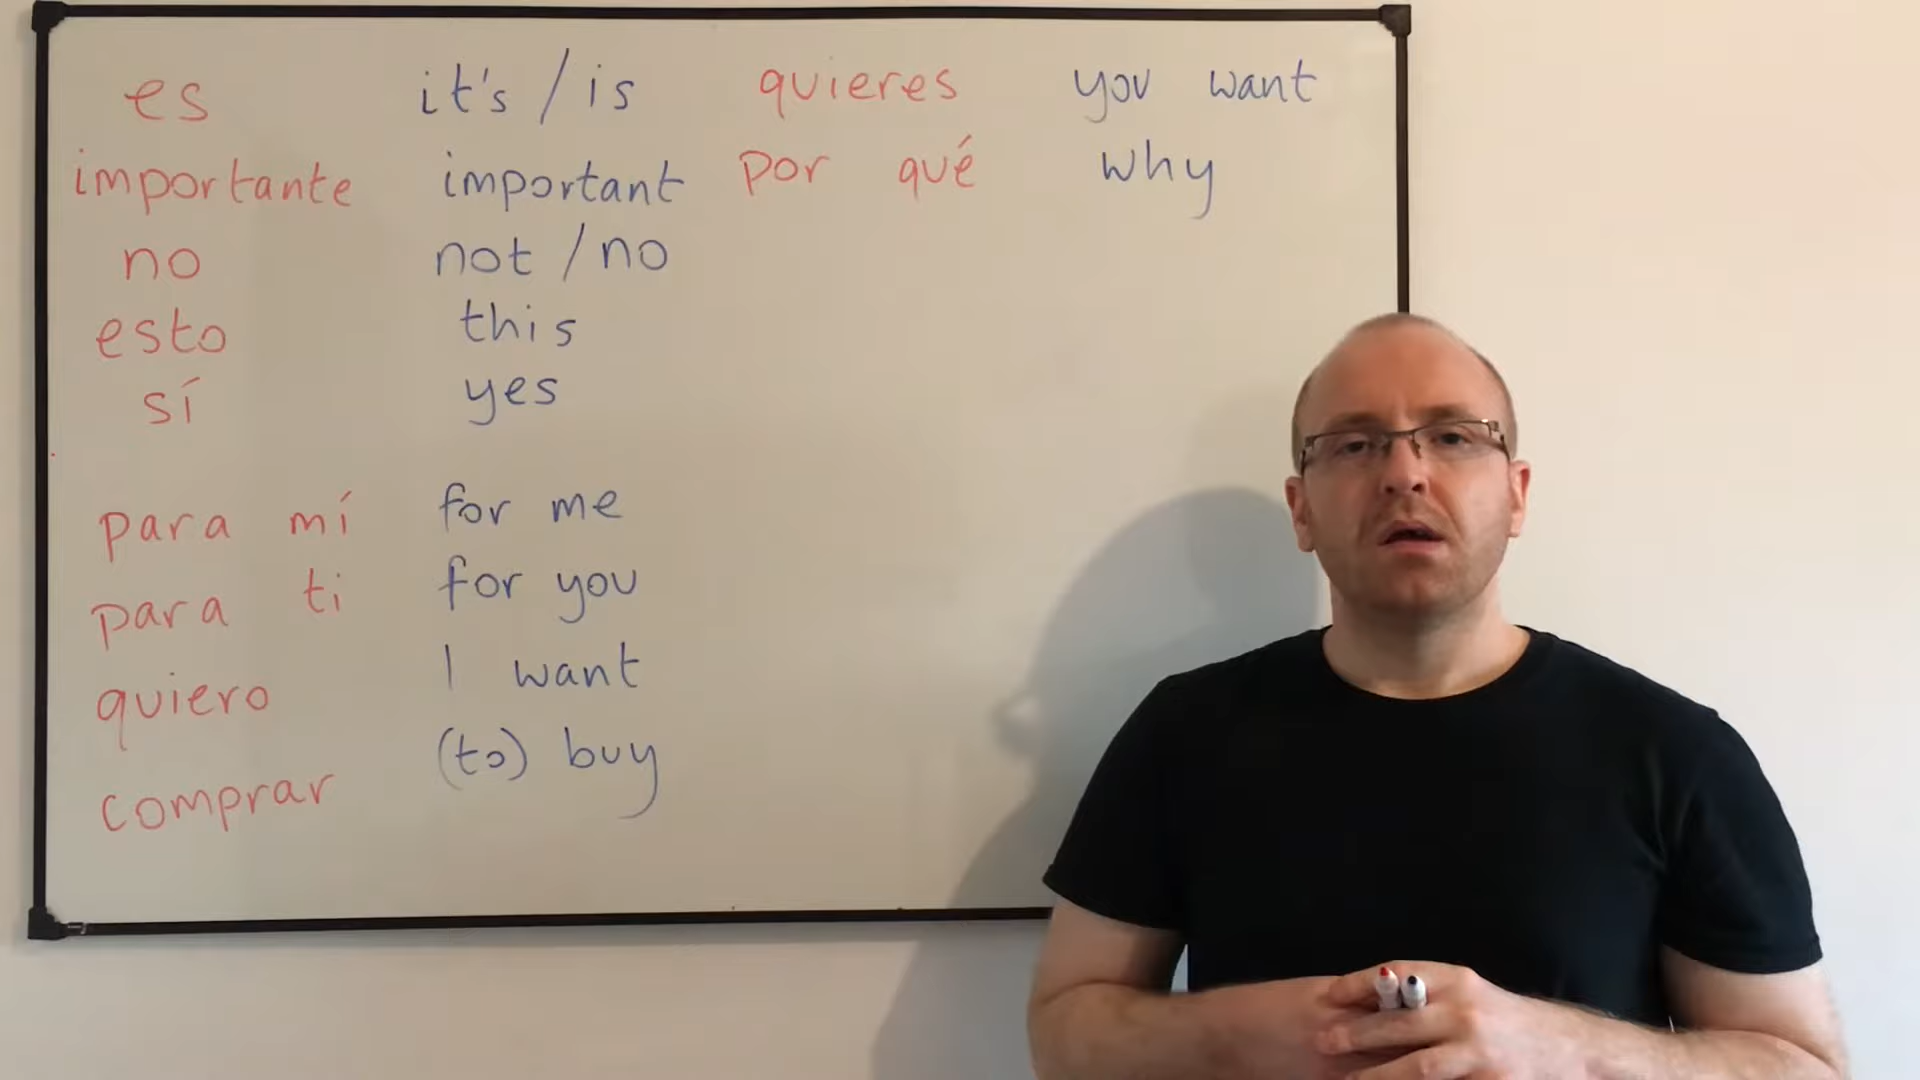 es it's / is
importante important
no not / no
esto this
sí yes
para mí for me
para ti for you
quiero I want
comprar (to) buy
quieres you want
por qué why